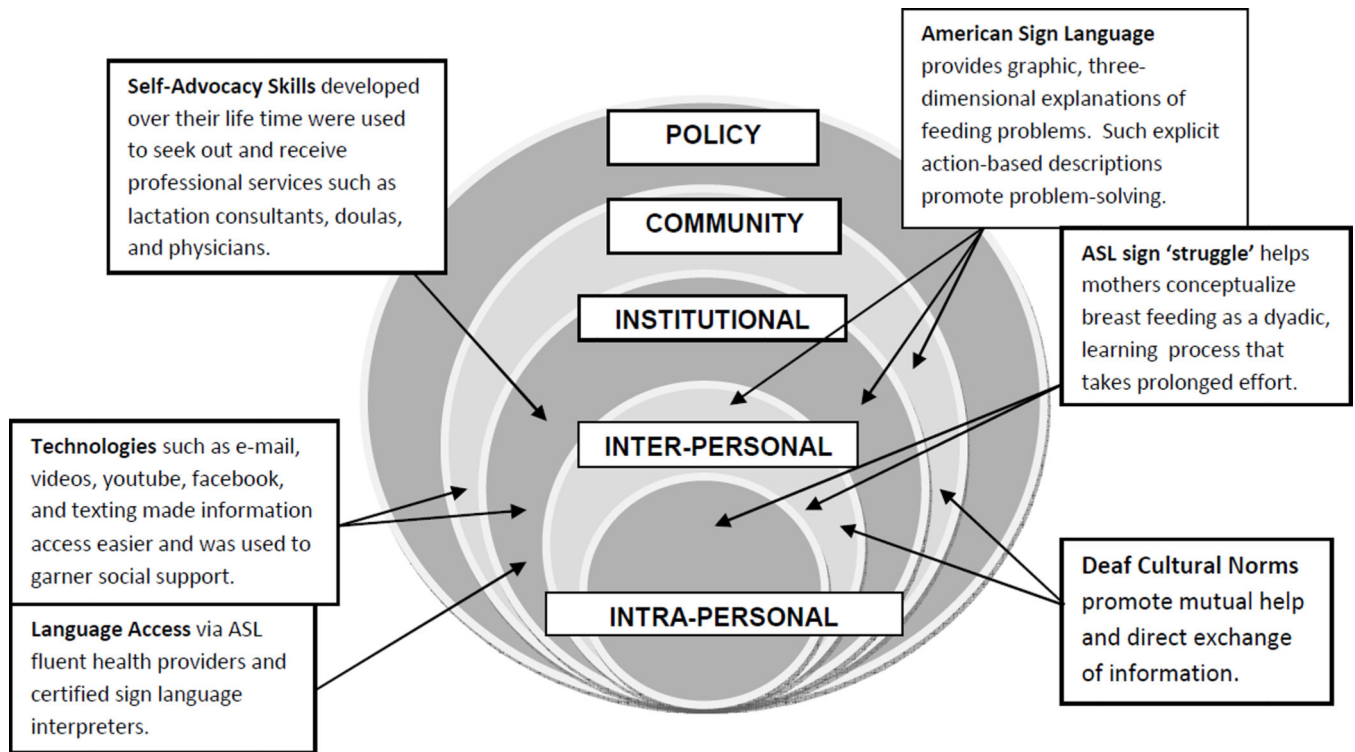 Self-Advocacy Skills developed
over their life time were used
to seek out and receive
professional services such as
lactation consultants, doulas,
and physicians.
Technologies such as e-mail,
videos, youtube, facebook,
and texting made information
access easier and was used to
garner social support.
Language Access via ASL
fluent health providers and
certified sign language
interpreters.
POLICY
COMMUNITY
INSTITUTIONAL
INTER-PERSONAL
INTRA-PERSONAL
American Sign Language
provides graphic, three-
dimensional explanations of
feeding problems.  Such explicit
action-based descriptions
promote problem-solving.
ASL sign ‘struggle’ helps
mothers conceptualize
breast feeding as a dyadic,
learning  process that
takes prolonged effort.
Deaf Cultural Norms
promote mutual help
and direct exchange
of information.